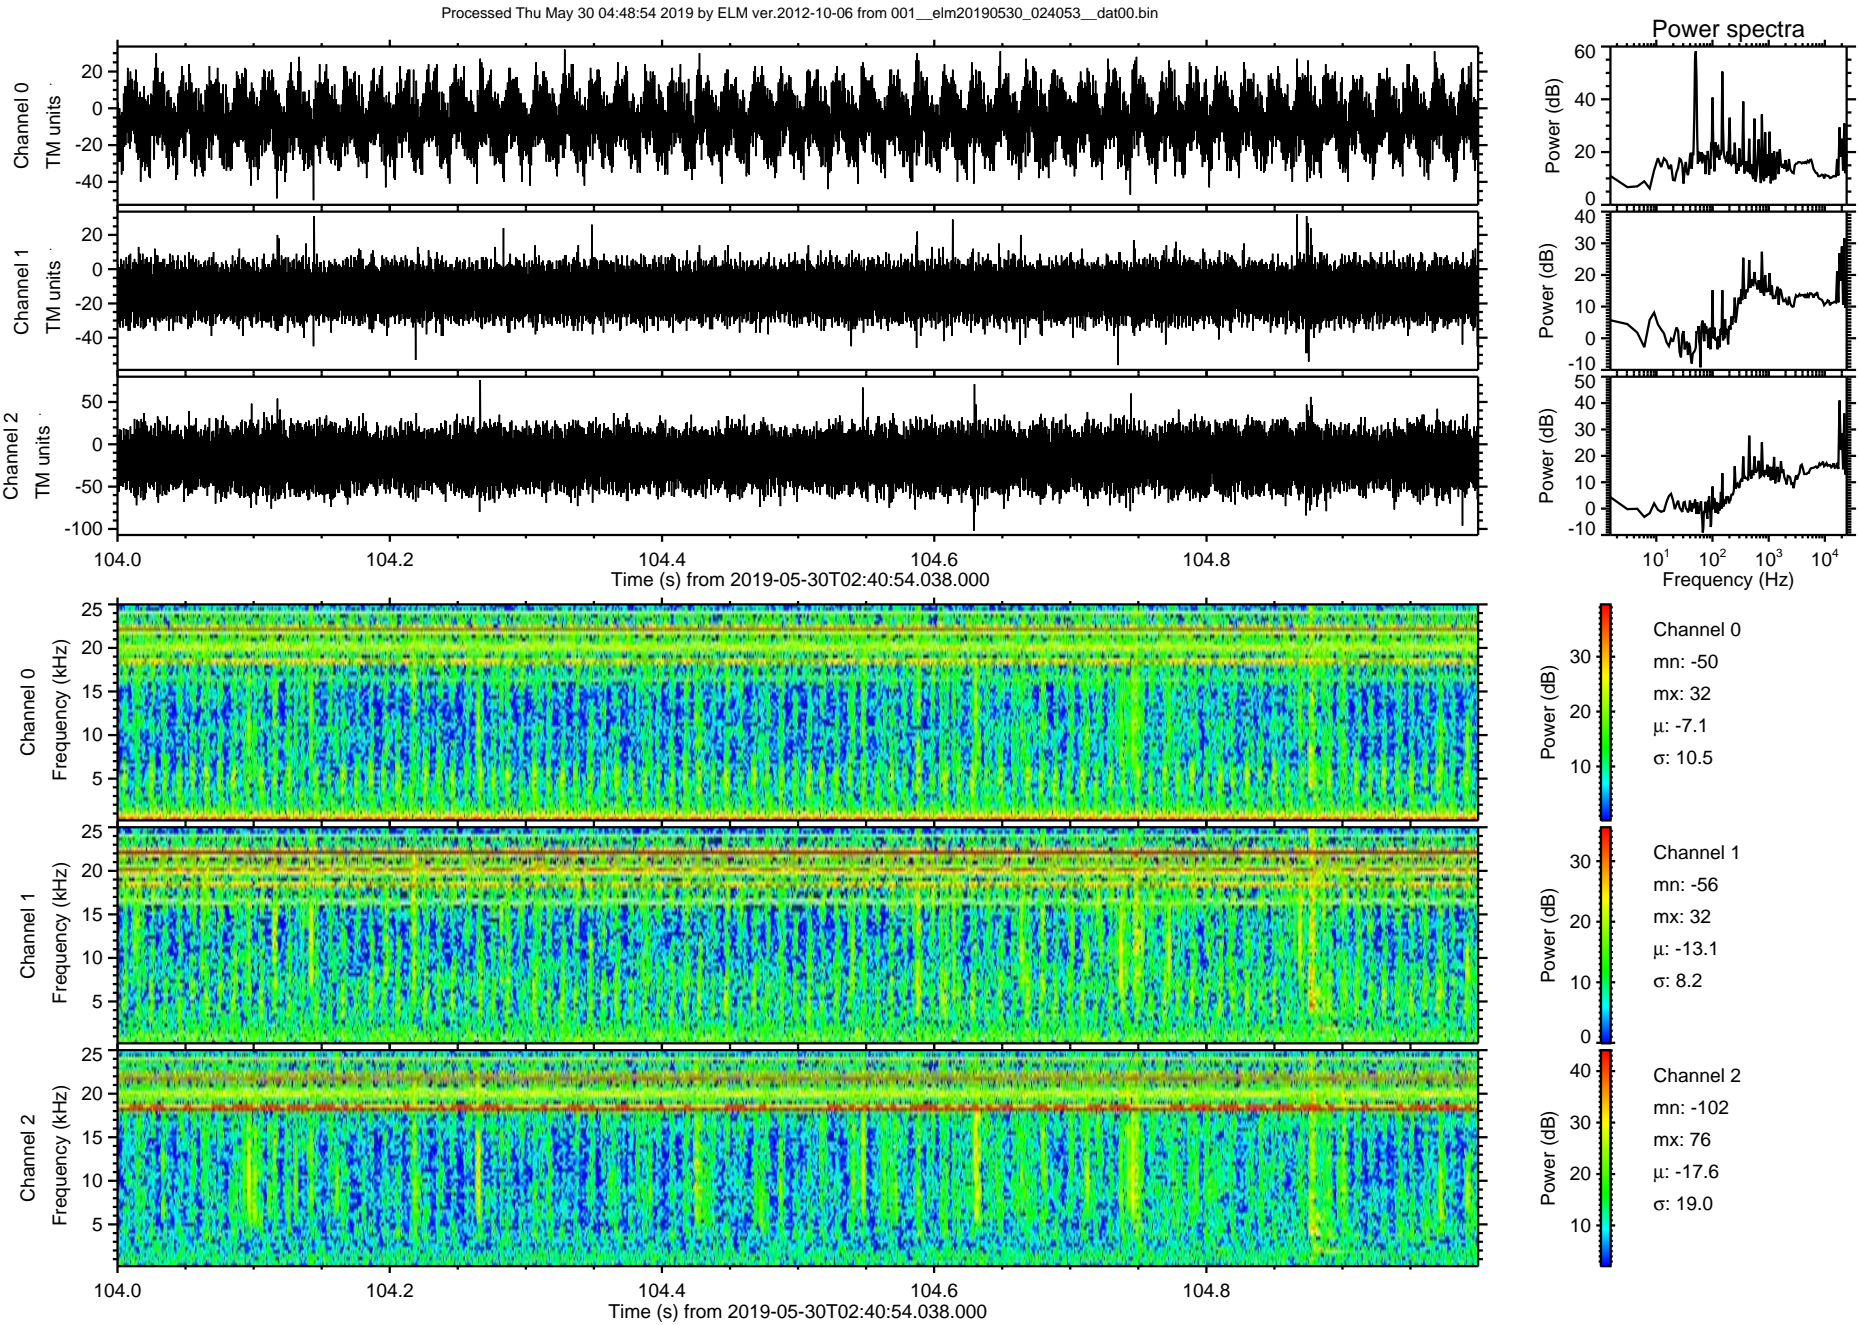 Processed Thu May 30 04:48:54 2019 by ELM ver.2012-10-06 from 001__elm20190530_024053__dat00.bin
Power spectra
Channel 0
TM units
20
0
-20
-40
Power (dB)
60
40
20
0
Channel 1
TM units
20
0
-20
-40
Power (dB)
40
30
20
10
0
-10
Channel 2
TM units
50
0
-50
-100
Power (dB)
50
40
30
20
10
0
-10
104.0 104.2 104.4 104.6 104.8
Time (s) from 2019-05-30T02:40:54.038.000
10^1 10^2 10^3 10^4
Frequency (Hz)
Channel 0
Frequency (kHz)
25
20
15
10
5
Power (dB)
30
20
10
Channel 0
mn: -50
mx: 32
μ: -7.1
σ: 10.5
Channel 1
Frequency (kHz)
25
20
15
10
5
Power (dB)
30
20
10
0
Channel 1
mn: -56
mx: 32
μ: -13.1
σ: 8.2
Channel 2
Frequency (kHz)
25
20
15
10
5
Power (dB)
40
30
20
10
Channel 2
mn: -102
mx: 76
μ: -17.6
σ: 19.0
104.0 104.2 104.4 104.6 104.8
Time (s) from 2019-05-30T02:40:54.038.000